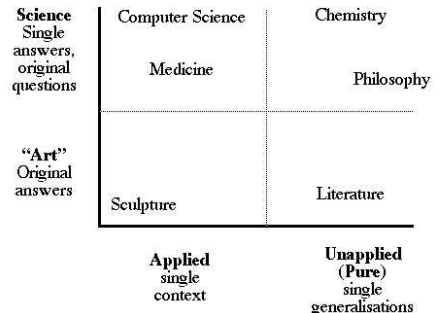 Science
Single
answers,
original
questions
Computer Science
Chemistry
Medicine
Philosophy
“Art”
Original
answers
Sculpture
Literature
Applied
single
context
Unapplied
(Pure)
single
generalisations